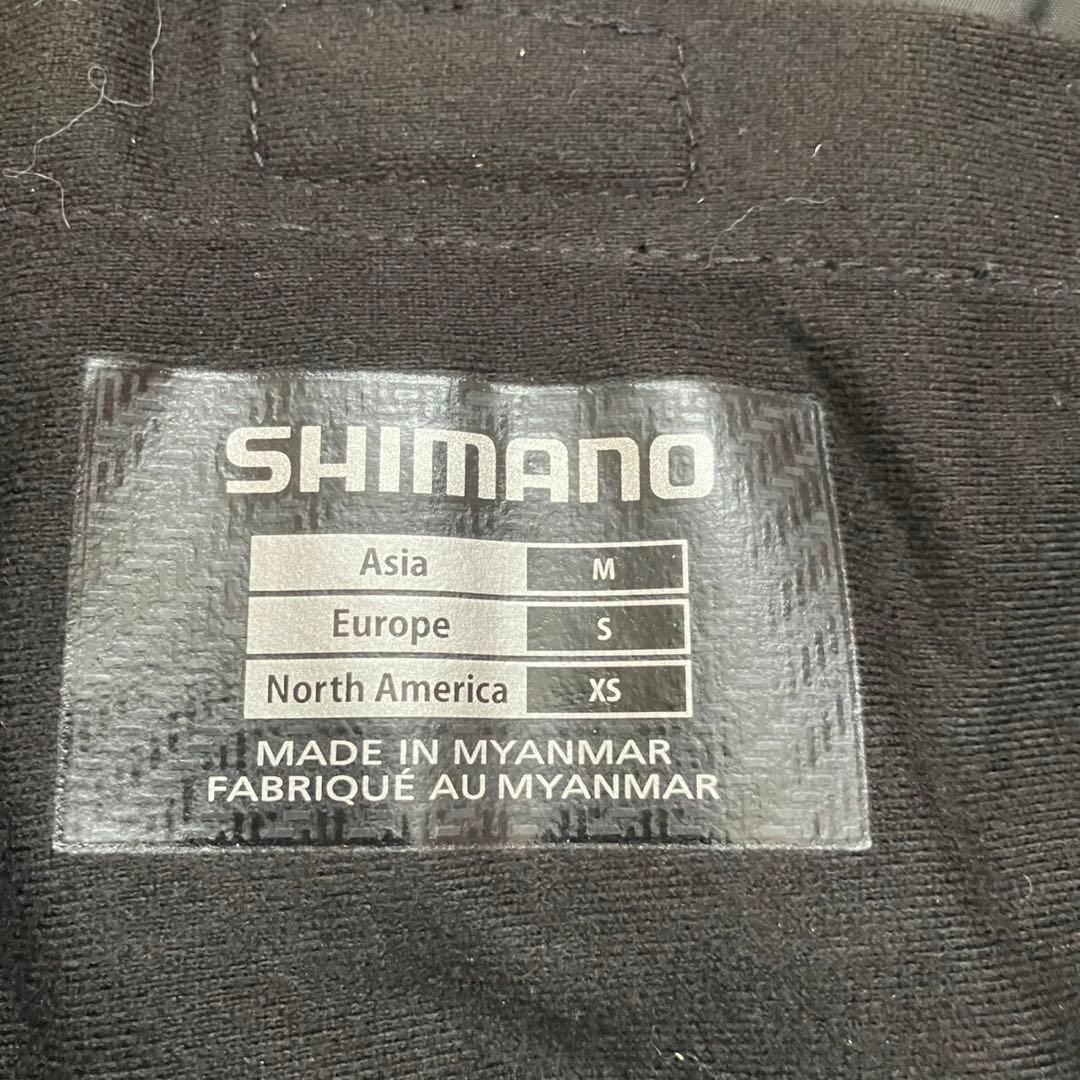 SHIMANO
Asia M
Europe S
North America XS
MADE IN MYANMAR
FABRIQUÉ AU MYANMAR